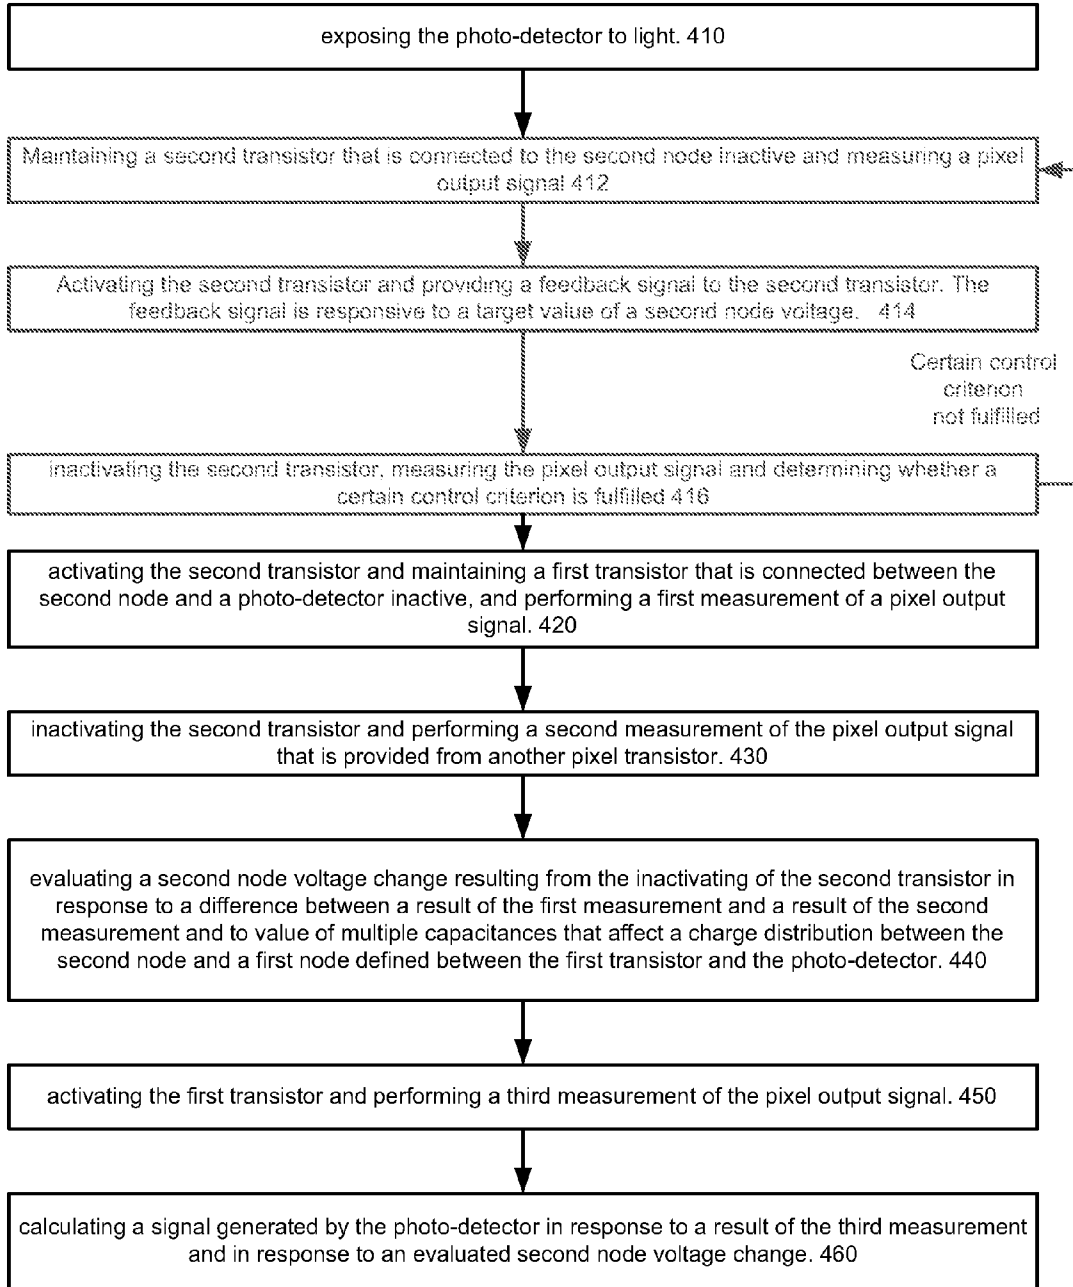 exposing the photo-detector to light. 410
Maintaining a second transistor that is connected to the second node inactive and measuring a pixel
output signal 412
Activating the second transistor and providing a feedback signal to the second transistor. The
feedback signal is responsive to a target value of a second node voltage. 414
Certain control
criterion
not fulfilled
inactivating the second transistor, measuring the pixel output signal and determining whether a
certain control criterion is fulfilled 416
activating the second transistor and maintaining a first transistor that is connected between the
second node and a photo-detector inactive, and performing a first measurement of a pixel output
signal. 420
inactivating the second transistor and performing a second measurement of the pixel output signal
that is provided from another pixel transistor. 430
evaluating a second node voltage change resulting from the inactivating of the second transistor in
response to a difference between a result of the first measurement and a result of the second
measurement and to value of multiple capacitances that affect a charge distribution between the
second node and a first node defined between the first transistor and the photo-detector. 440
activating the first transistor and performing a third measurement of the pixel output signal. 450
calculating a signal generated by the photo-detector in response to a result of the third measurement
and in response to an evaluated second node voltage change. 460